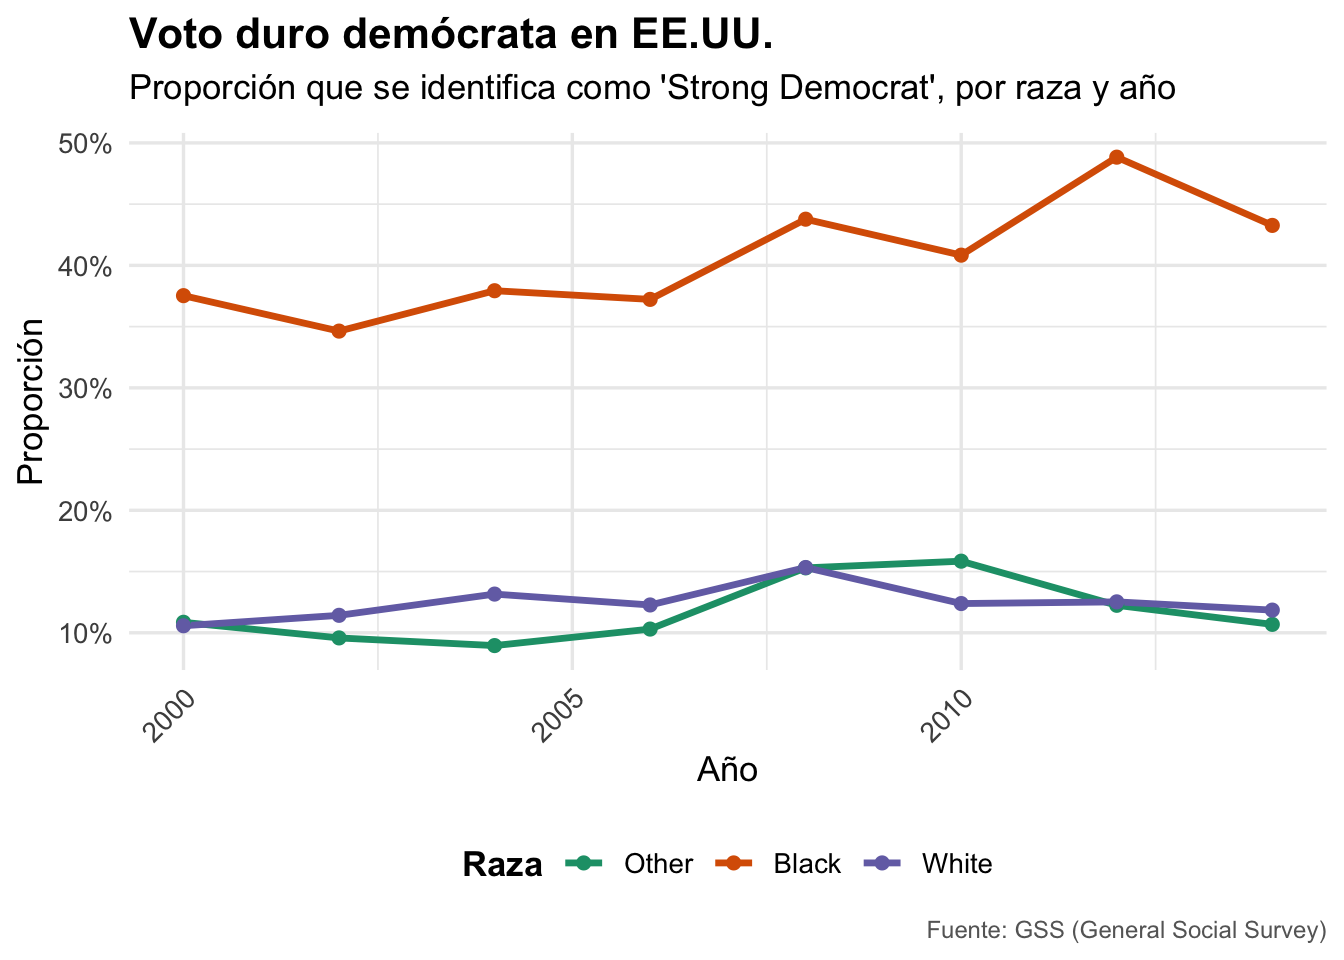 Voto duro demócrata en EE.UU.
Proporción que se identifica como 'Strong Democrat', por raza y año
50%
40%
30%
20%
10%
Proporción
2000
2005
2010
Año
Raza Other Black White
Fuente: GSS (General Social Survey)